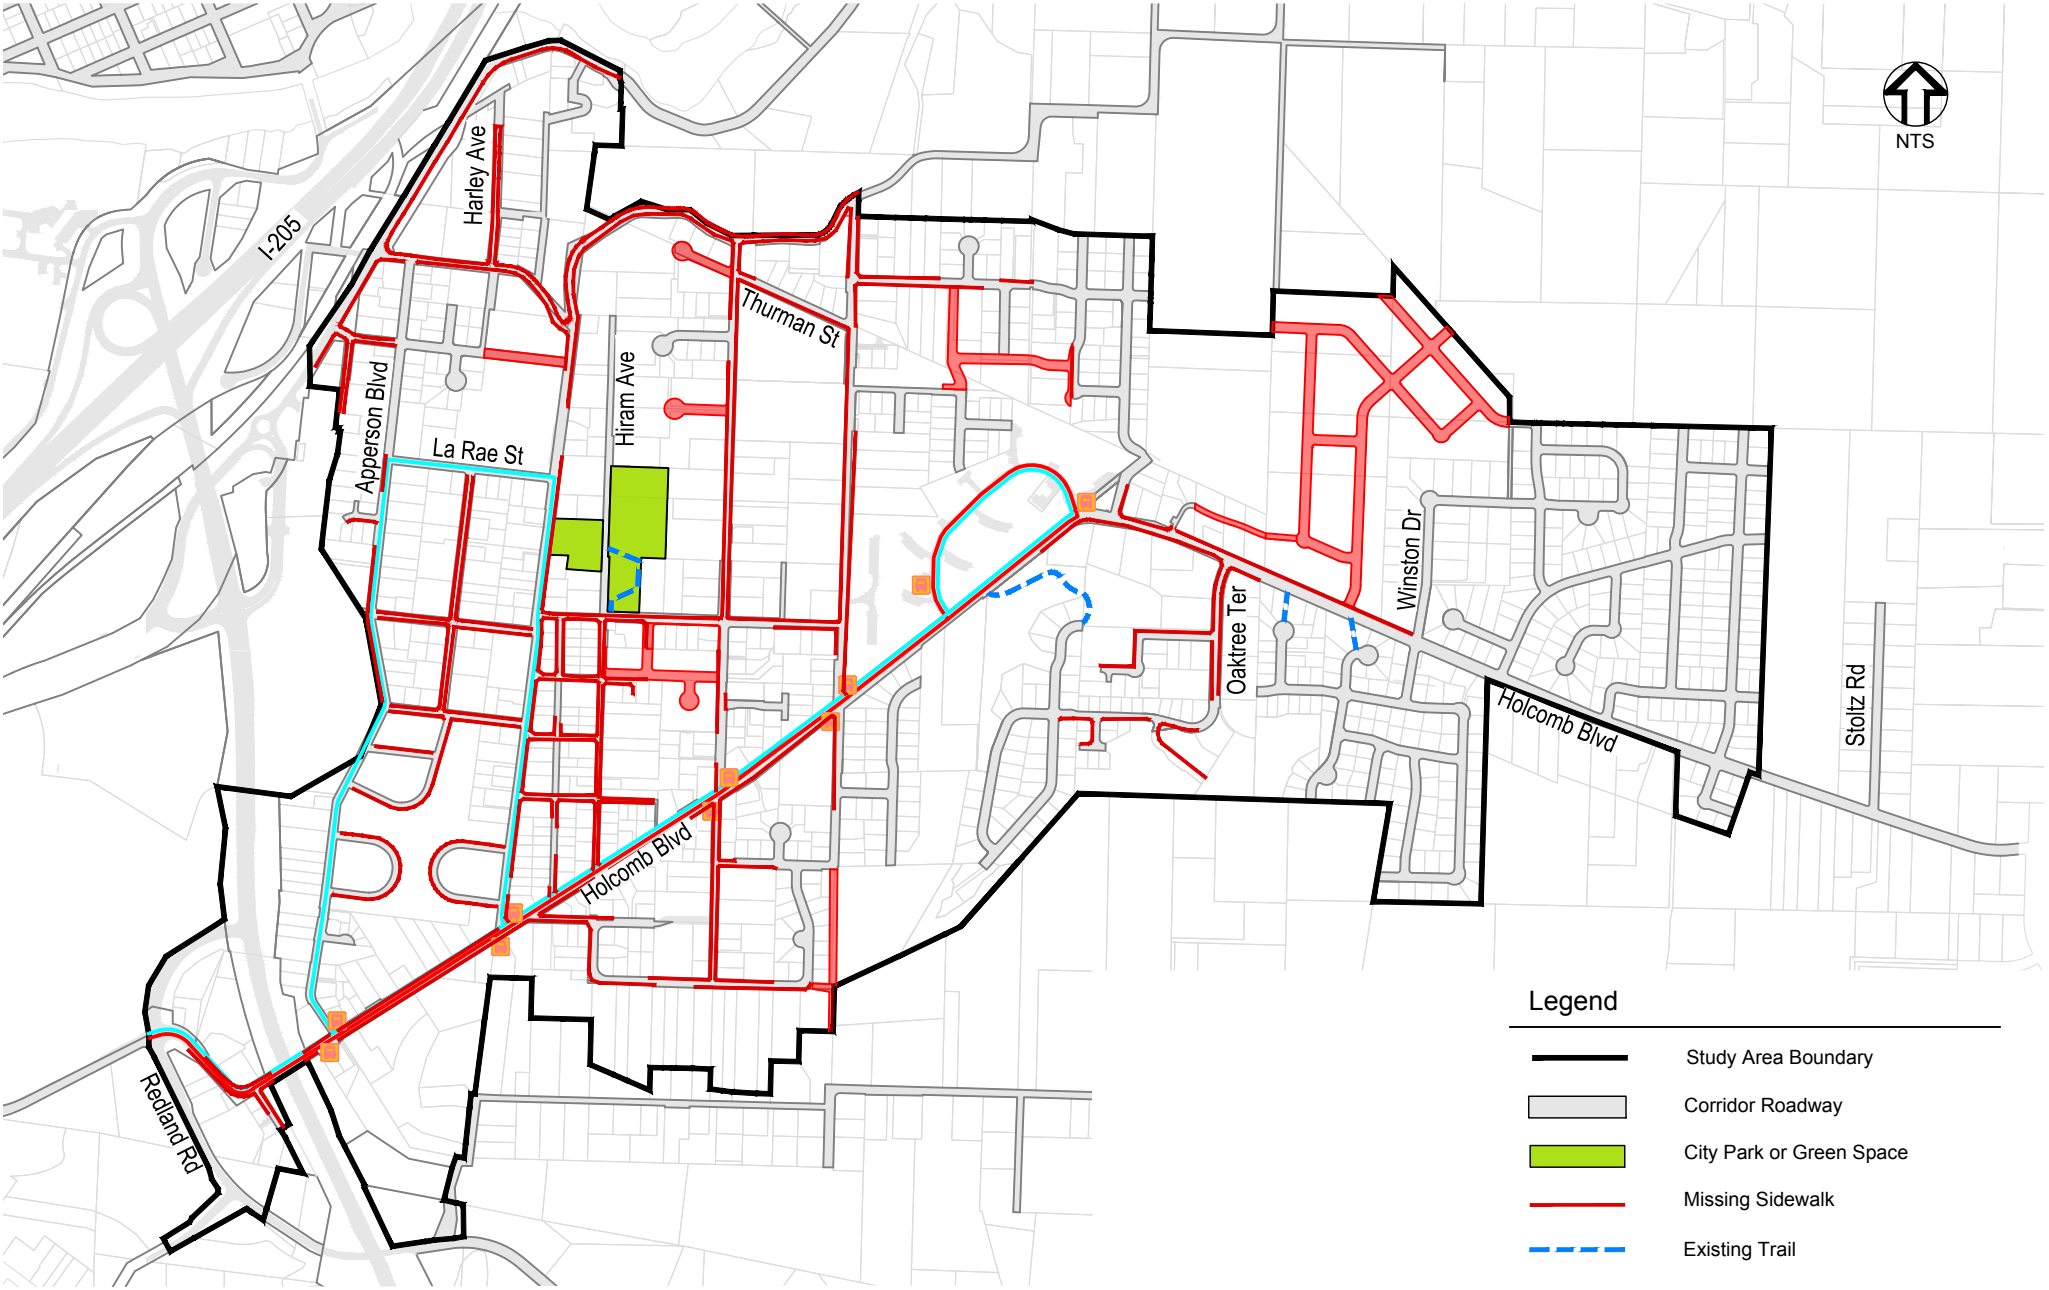 NTS
Harley Ave
I-205
Thurman St
Hiram Ave
Apperson Blvd
La Rae St
Winston Dr
Oaktree Ter
Stoltz Rd
Holcomb Blvd
Holcomb Blvd
Redland Rd
Legend
Study Area Boundary
Corridor Roadway
City Park or Green Space
Missing Sidewalk
Existing Trail